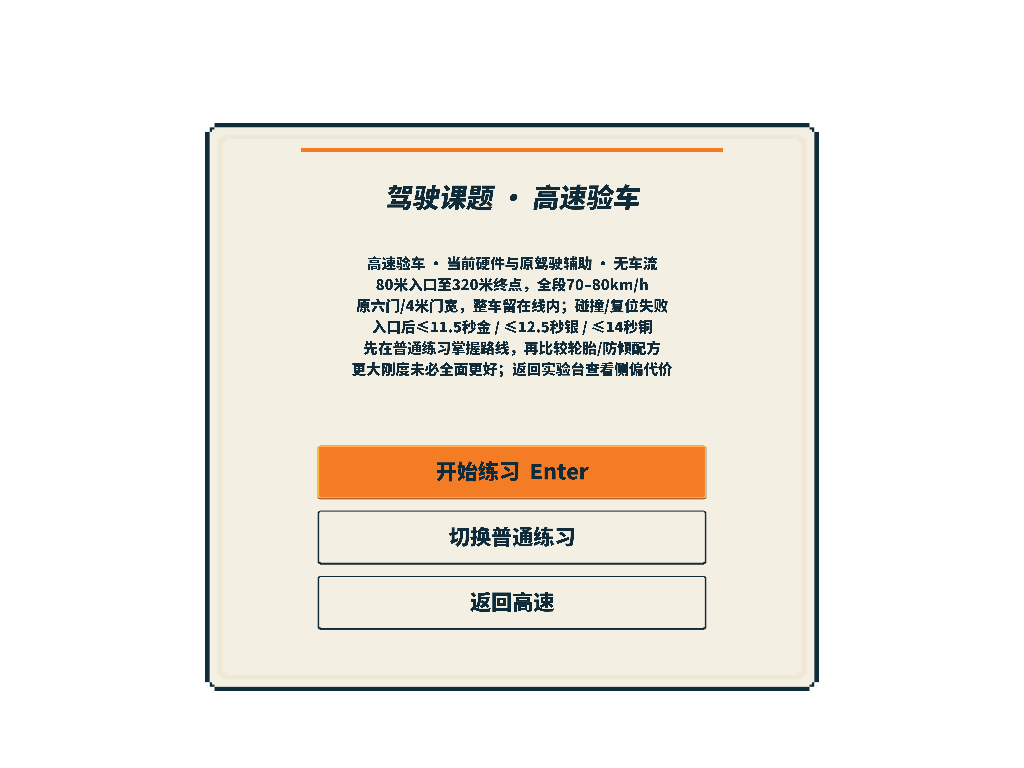 驾驶课题 · 高速验车
高速验车 · 当前硬件与原驾驶辅助 · 无车流
80米入口至320米终点，全段70–80km/h
原六门/4米门宽，整车留在线内；碰撞/复位失败
入口后≤11.5秒金 / ≤12.5秒银 / ≤14秒铜
先在普通练习掌握路线，再比较轮胎/防倾配方
更大刚度未必全面更好；返回实验台查看侧偏代价
开始练习 Enter
切换普通练习
返回高速